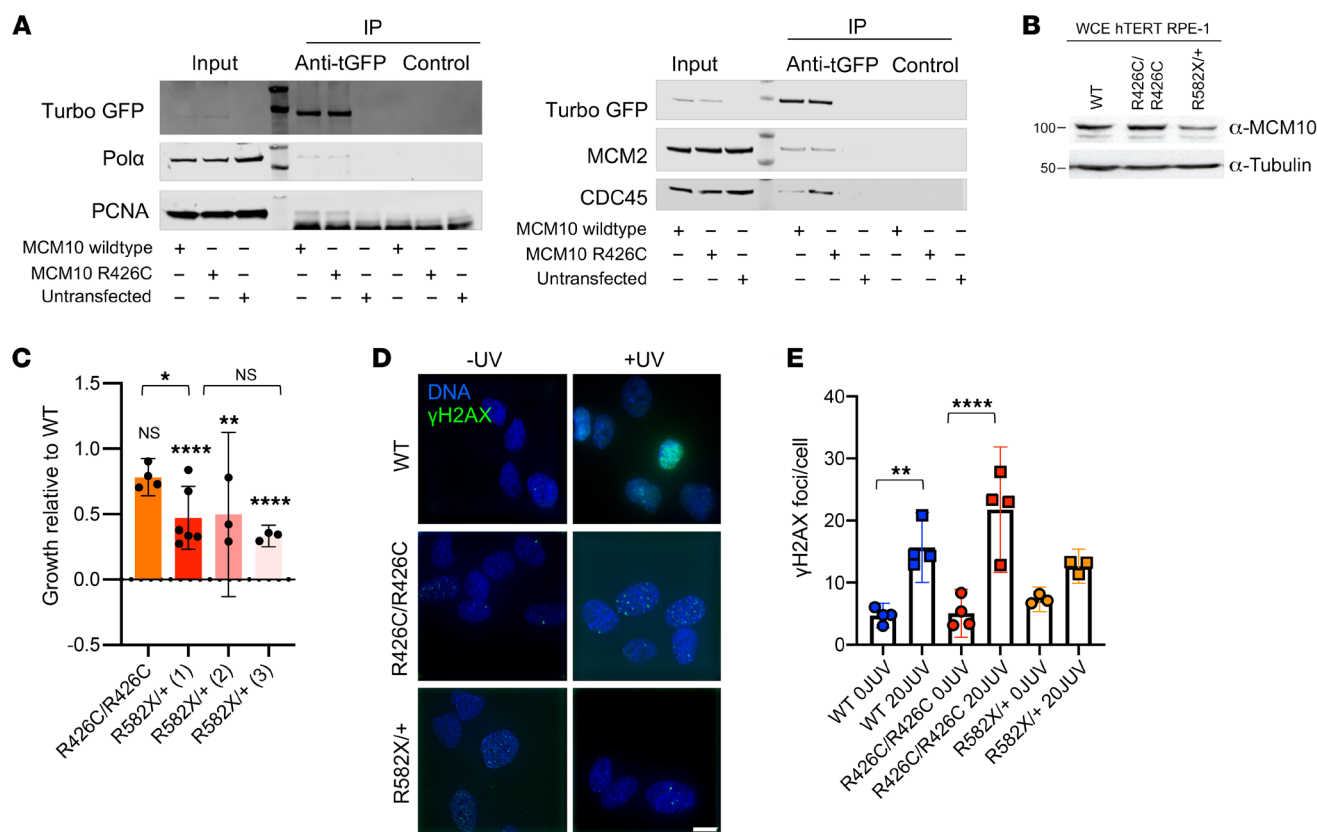 A
IP
Input Anti-tGFP Control
Turbo GFP
Polα
PCNA
MCM10 wildtype + – – + – – + – –
MCM10 R426C – + – – + – – + –
Untransfected – – + – – + – – +
IP
Input Anti-tGFP Control
Turbo GFP
MCM2
CDC45
MCM10 wildtype + – – + – – + – –
MCM10 R426C – + – – + – – + –
Untransfected – – + – – + – – +
B
WCE hTERT RPE-1
WT
R426C/
R426C
R582X/+
100
α-MCM10
50
α-Tubulin
C
Growth relative to WT
1.5
1.0
0.5
0.0
-0.5
*
NS
NS
****
**
****
R426C/R426C
R582X/+ (1)
R582X/+ (2)
R582X/+ (3)
D
-UV +UV
DNA
γH2AX
WT
R426C/R426C
R582X/+
E
γH2AX foci/cell
40
30
20
10
0
**
****
WT 0JUV
WT 20JUV
R426C/R426C 0JUV
R426C/R426C 20JUV
R582X/+ 0JUV
R582X/+ 20JUV